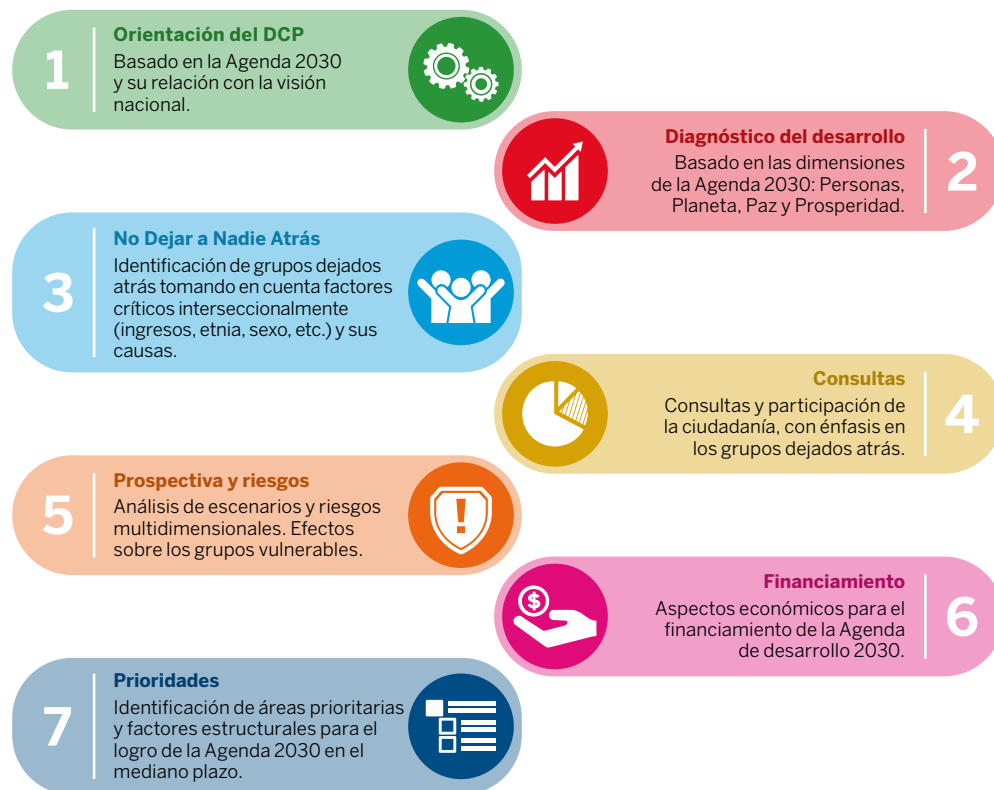 1
Orientación del DCP
Basado en la Agenda 2030
y su relación con la visión
nacional.
Diagnóstico del desarrollo
Basado en las dimensiones
de la Agenda 2030: Personas,
Planeta, Paz y Prosperidad.
2
3
No Dejar a Nadie Atrás
Identificación de grupos dejados
atrás tomando en cuenta factores
críticos interseccionalmente
(ingresos, etnia, sexo, etc.) y sus
causas.
Consultas
Consultas y participación de
la ciudadanía, con énfasis en
los grupos dejados atrás.
4
5
Prospectiva y riesgos
Análisis de escenarios y riesgos
multidimensionales. Efectos
sobre los grupos vulnerables.
!
$
Financiamiento
Aspectos económicos para el
financiamiento de la Agenda
de desarrollo 2030.
6
7
Prioridades
Identificación de áreas prioritarias
y factores estructurales para el
logro de la Agenda 2030 en el
mediano plazo.